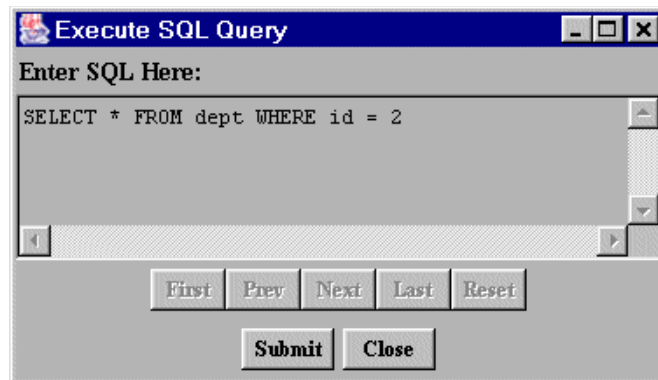 Execute SQL Query
Enter SQL Here:
SELECT * FROM dept WHERE id = 2
First Prev Next Last Reset
Submit Close